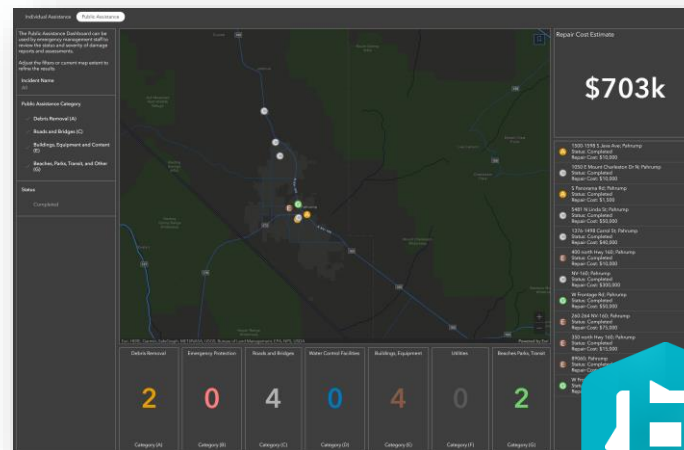 Individual Assistance
Public Assistance
The Public Assistance Dashboard can be
used by emergency management staff to
review the status and severity of damage
reports and assessments.
Adjust the filters or current map extent to
refine the results.
Incident Name
All
Public Assistance Category
Debris Removal (A)
Roads and Bridges (C)
Buildings, Equipment and Content
(E)
Beaches, Parks, Transit, and Other
(G)
Status
Completed
Pahrump
Powered by Esri
Repair Cost Estimate
$703k
1500-1598 S Java Ave; Pahrump
Status: Completed
Repair Cost: $10,000
1050 E Mount Charleston Dr N; Pahrump
Status: Completed
Repair Cost: $10,000
S Panorama Rd; Pahrump
Status: Completed
Repair Cost: $1,500
5481 N Linda St; Pahrump
Status: Completed
Repair Cost: $50,000
Status: Completed
Repair Cost: $40,000
400 north Hwy 160; Pahrump
Status: Completed
Repair Cost: $10,000
NV-160; Pahrump
Status: Completed
Repair Cost: $300,000
W Frontage Rd; Pahrump
Status: Completed
Repair Cost: $50,000
260-264 NV-160; Pahrump
Status: Completed
Repair Cost: $75,000
350 north Hwy 160; Pahrump
Status: Completed
Repair Cost: $15,000
89060; Pahrump
Status: Completed
Repair Cost
Debris Removal
2
Category (A)
Emergency Protection
0
Category (B)
Roads and Bridges
4
Category (C)
Water Control Facilities
0
Category (D)
Buildings, Equipment
4
Category (E)
Utilities
0
Category (F)
Beaches Parks, Transit
2
Category (G)